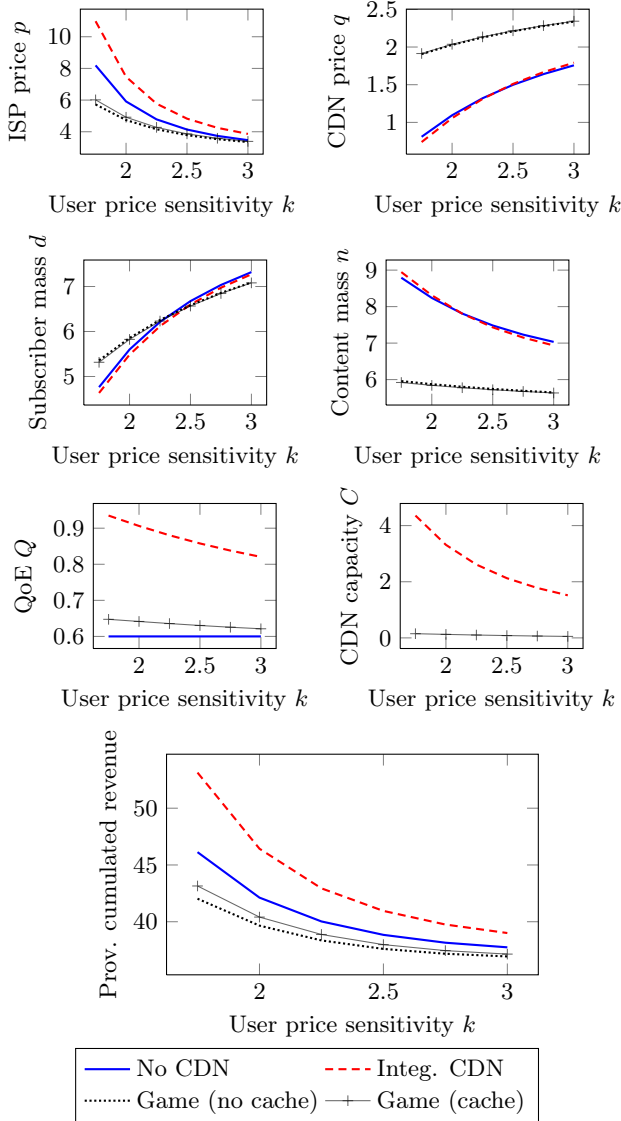 10
8
6
4
ISP price p
2
2.5
3
User price sensitivity k
2.5
2
1.5
1
CDN price q
2
2.5
3
User price sensitivity k
7
6
5
Subscriber mass d
2
2.5
3
User price sensitivity k
9
8
7
6
Content mass n
2
2.5
3
User price sensitivity k
0.9
0.8
0.7
0.6
QoE Q
2
2.5
3
User price sensitivity k
4
2
0
CDN capacity C
2
2.5
3
User price sensitivity k
50
45
40
Prov. cumulated revenue
2
2.5
3
User price sensitivity k
No CDN
Integ. CDN
Game (no cache)
Game (cache)